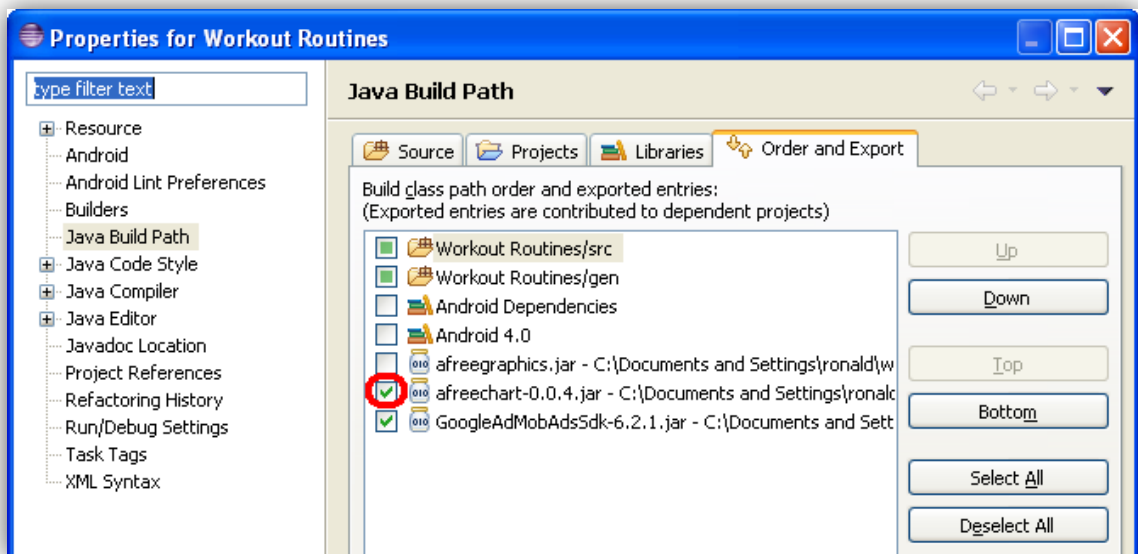 Properties for Workout Routines
type filter text
Resource
Android
Android Lint Preferences
Builders
Java Build Path
Java Code Style
Java Compiler
Java Editor
Javadoc Location
Project References
Refactoring History
Run/Debug Settings
Task Tags
XML Syntax
Java Build Path
Source Projects Libraries Order and Export
Build class path order and exported entries:
(Exported entries are contributed to dependent projects)
Workout Routines/src
Workout Routines/gen
Android Dependencies
Android 4.0
010 afreegraphics.jar - C:\Documents and Settings\ronald\w
010 afreechart-0.0.4.jar - C:\Documents and Settings\ronald
010 GoogleAdMobAdsSdk-6.2.1.jar - C:\Documents and Sett
Up
Down
Top
Bottom
Select All
Deselect All